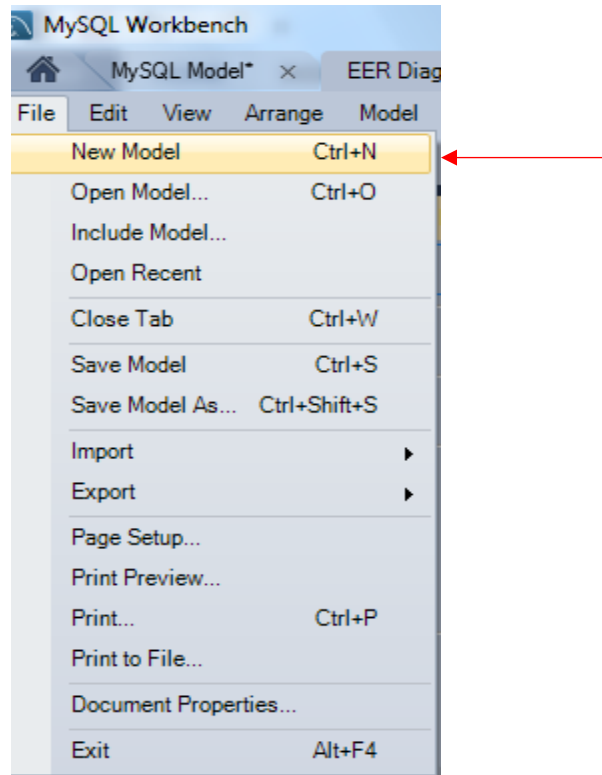 MySQL Workbench
MySQL Model* × EER Diag
File Edit View Arrange Model
New Model Ctrl+N
Open Model... Ctrl+O
Include Model...
Open Recent
Close Tab Ctrl+W
Save Model Ctrl+S
Save Model As... Ctrl+Shift+S
Import
Export
Page Setup...
Print Preview...
Print... Ctrl+P
Print to File...
Document Properties...
Exit Alt+F4